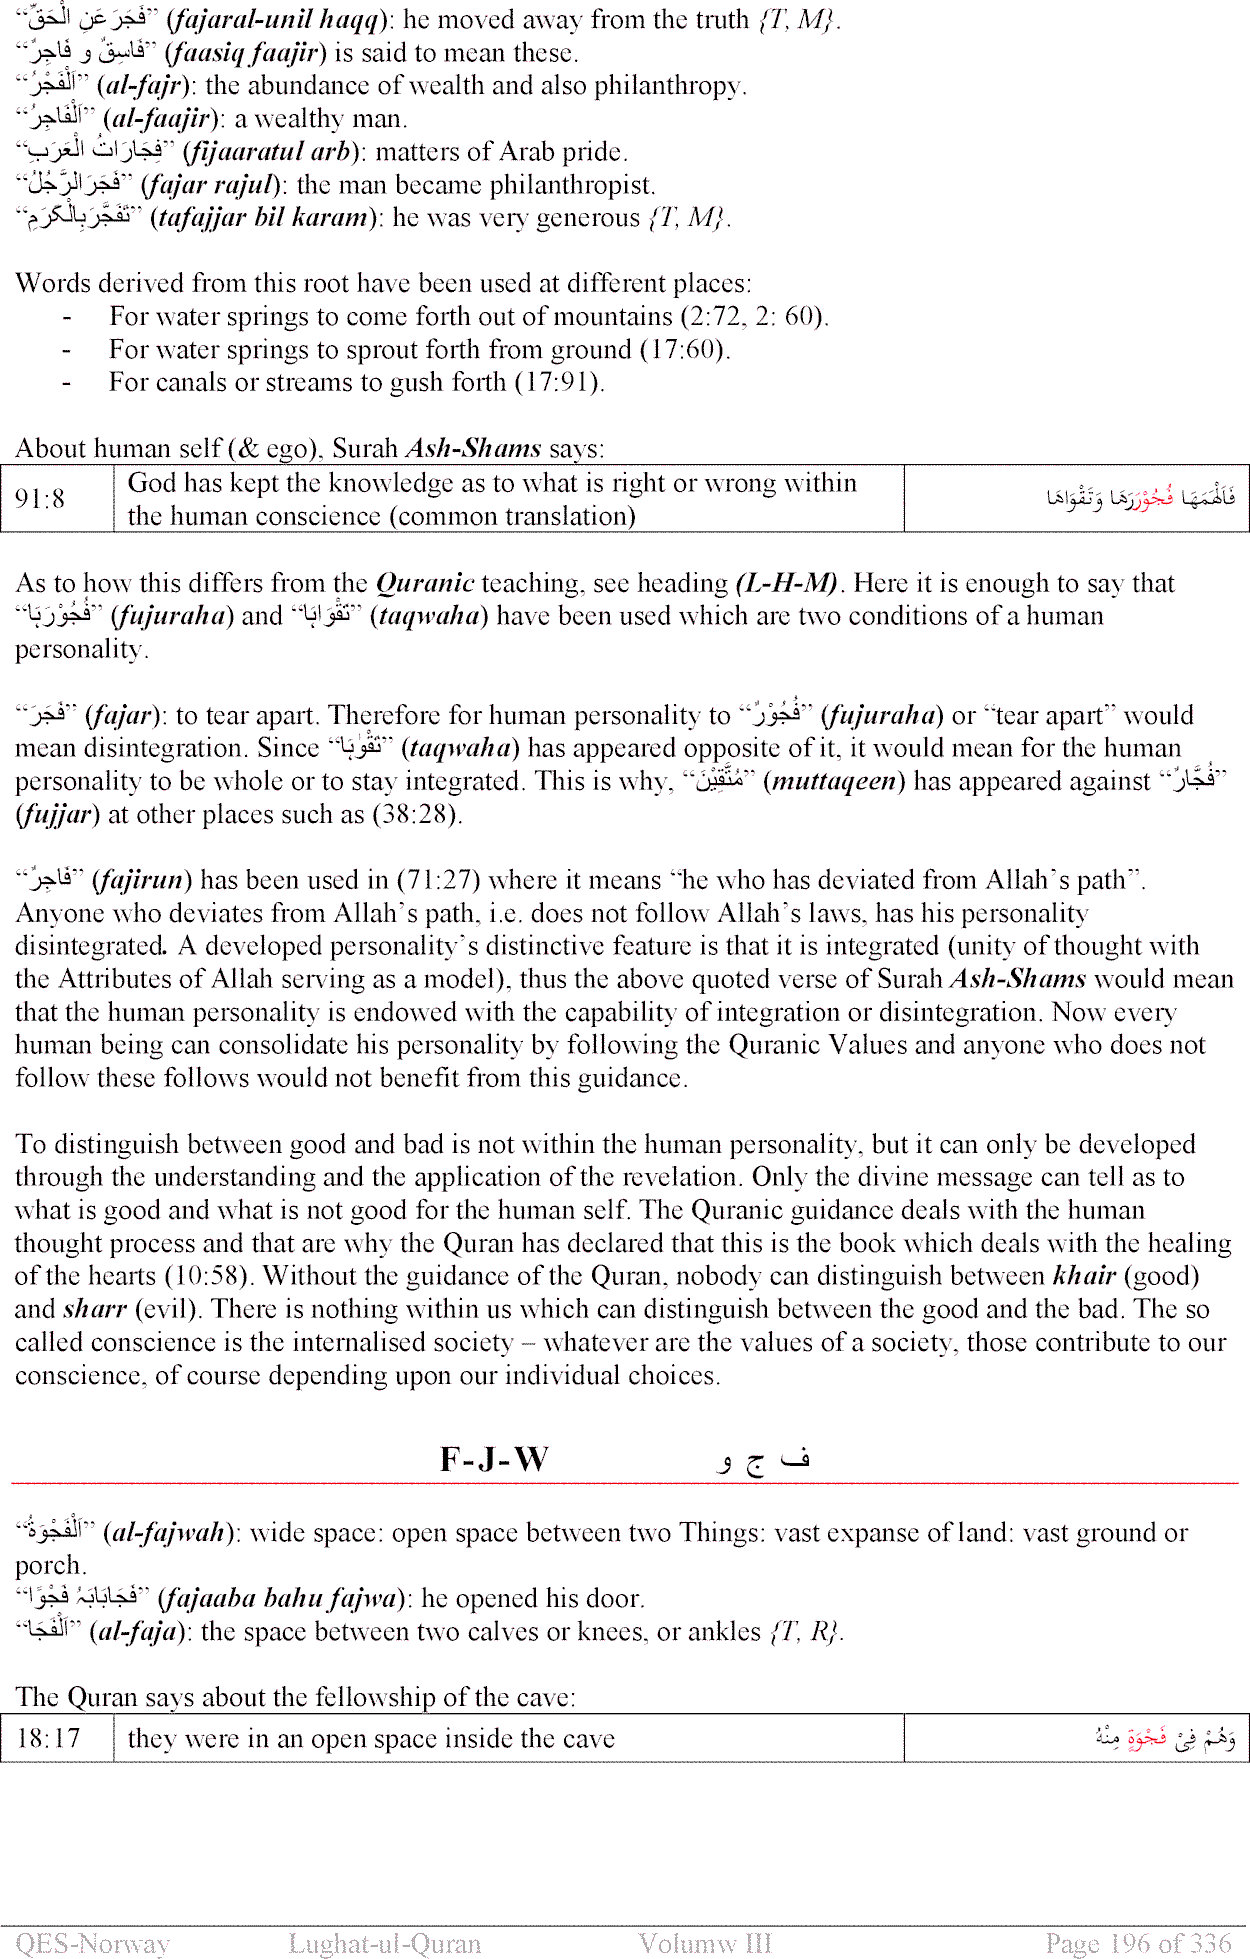 “فَجَرَ عَنِ الْحَقِّ” (fajaral-unil haqq): he moved away from the truth {T, M}.
“فَاسِقٌ و فَاجِرٌ” (faasiq faajir) is said to mean these.
“اَلْفَجْرُ” (al-fajr): the abundance of wealth and also philanthropy.
“اَلْفَاجِرُ” (al-faajir): a wealthy man.
“فِجَارَاتُ الْعَرَبِ” (fijaaratul arb): matters of Arab pride.
“فَجَرَ الرَّجُلُ” (fajar rajul): the man became philanthropist.
“تَفَجَّرَبِالْكَرَمِ” (tafajjar bil karam): he was very generous {T, M}.
Words derived from this root have been used at different places:
- For water springs to come forth out of mountains (2:72, 2: 60).
- For water springs to sprout forth from ground (17:60).
- For canals or streams to gush forth (17:91).
About human self (& ego), Surah Ash-Shams says:
91:8 God has kept the knowledge as to what is right or wrong within فَاَلْهَمَهَا فُجُوْرَرَهَا وَتَقْوَاهَا
the human conscience (common translation)
As to how this differs from the Quranic teaching, see heading (L-H-M). Here it is enough to say that
“فُجُوْرَہَا” (fujuraha) and “تَقْوَاہَا” (taqwaha) have been used which are two conditions of a human
personality.
“فَجَرَ” (fajar): to tear apart. Therefore for human personality to “فُجُوْرٌ” (fujuraha) or “tear apart” would
mean disintegration. Since “تَقْوٰہَا” (taqwaha) has appeared opposite of it, it would mean for the human
personality to be whole or to stay integrated. This is why, “مُتَّقِيْنَ” (muttaqeen) has appeared against “فُجَّارٌ”
(fujjar) at other places such as (38:28).
“فَاجِرٌ” (fajirun) has been used in (71:27) where it means “he who has deviated from Allah’s path”.
Anyone who deviates from Allah’s path, i.e. does not follow Allah’s laws, has his personality
disintegrated. A developed personality’s distinctive feature is that it is integrated (unity of thought with
the Attributes of Allah serving as a model), thus the above quoted verse of Surah Ash-Shams would mean
that the human personality is endowed with the capability of integration or disintegration. Now every
human being can consolidate his personality by following the Quranic Values and anyone who does not
follow these follows would not benefit from this guidance.
To distinguish between good and bad is not within the human personality, but it can only be developed
through the understanding and the application of the revelation. Only the divine message can tell as to
what is good and what is not good for the human self. The Quranic guidance deals with the human
thought process and that are why the Quran has declared that this is the book which deals with the healing
of the hearts (10:58). Without the guidance of the Quran, nobody can distinguish between khair (good)
and sharr (evil). There is nothing within us which can distinguish between the good and the bad. The so
called conscience is the internalised society – whatever are the values of a society, those contribute to our
conscience, of course depending upon our individual choices.
F-J-W ف ج و
“اَلْفَجْوَةُ” (al-fajwah): wide space: open space between two Things: vast expanse of land: vast ground or
porch.
“فَجَابَابَہُ فَجْوًا” (fajaaba bahu fajwa): he opened his door.
“اَلْفَجَا” (al-faja): the space between two calves or knees, or ankles {T, R}.
The Quran says about the fellowship of the cave:
18:17 they were in an open space inside the cave وَهُمْ فِيْ فَجْوَةٍ مِنْهُ
QES-Norway Lughat-ul-Quran Volumw III Page 196 of 336